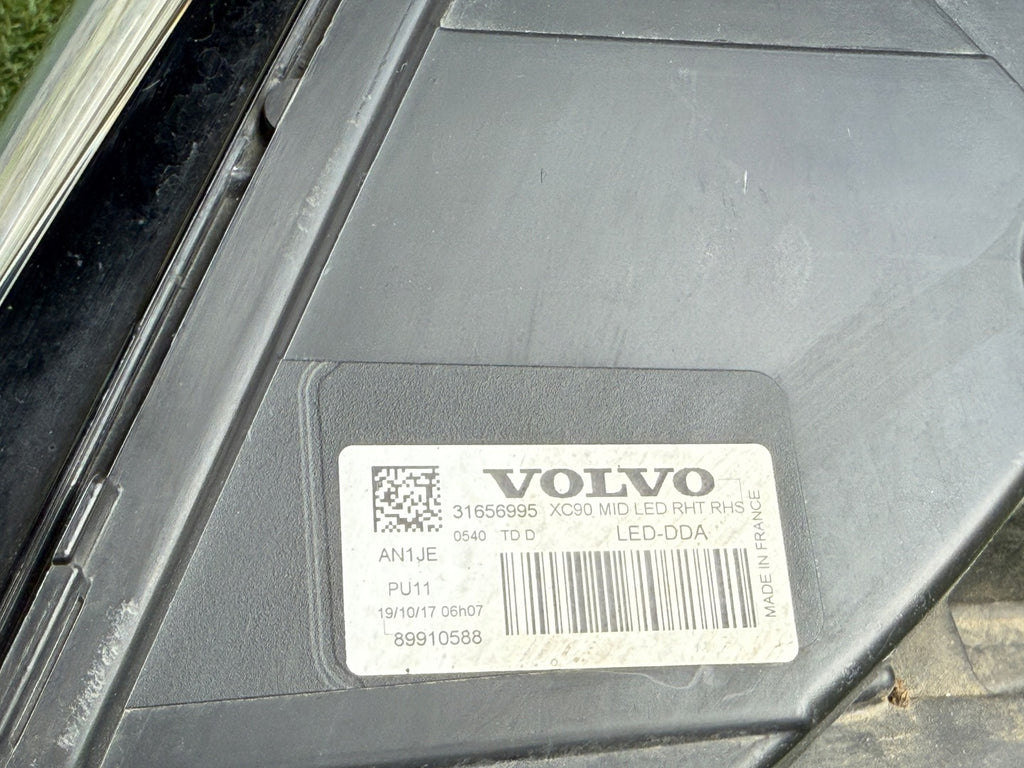 VOLVO
31656995 XC90 MID LED RHT RHS
0540 TD D LED-DDA
AN1JE
PU11
19/10/17 06h07
89910588
MADE IN FRANCE